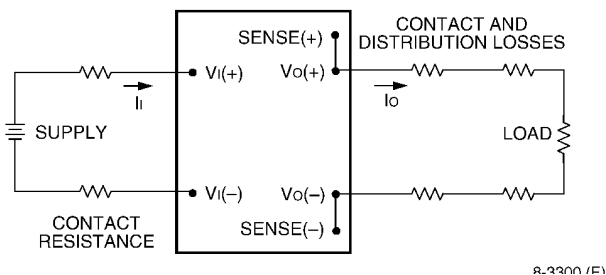 CONTACT AND
DISTRIBUTION LOSSES
SENSE(+)
VI(+)
VO(+)
II
IO
SUPPLY
LOAD
VI(–)
VO(–)
CONTACT
RESISTANCE
SENSE(–)
8-3300 (F)